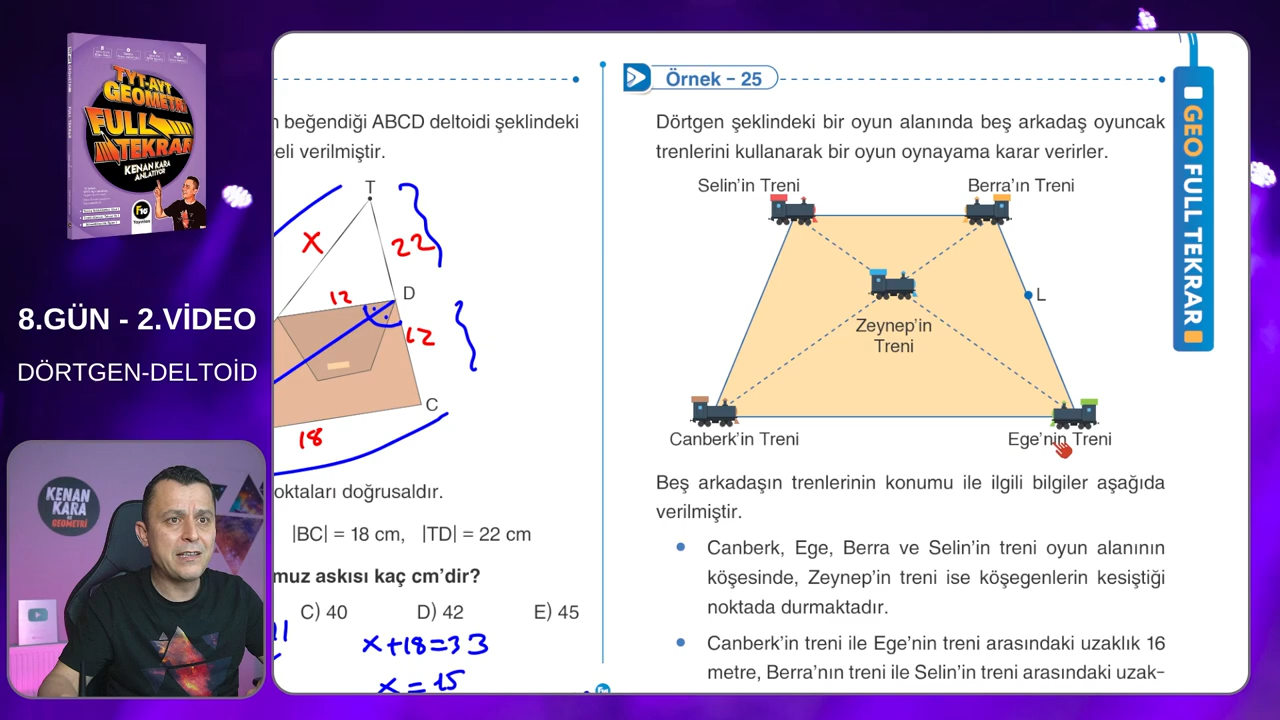 TYT-AYT
GEOMETRİ
FULL
TEKRAR
KENAN KARA
ANLATIYOR
F10
Yayınları
8.GÜN - 2.VİDEO
DÖRTGEN-DELTOİD
KENAN
KARA
GEOMETRİ
beğendiği ABCD deltoidi şeklindeki
eli verilmiştir.
T
X
22
12
D
12
C
18
oktaları doğrusaldır.
|BC| = 18 cm, |TD| = 22 cm
muz askısı kaç cm'dir?
C) 40 D) 42 E) 45
x+18=33
x = 15
Örnek - 25
Dörtgen şeklindeki bir oyun alanında beş arkadaş oyuncak
trenlerini kullanarak bir oyun oynayama karar verirler.
Selin'in Treni
Berra'ın Treni
L
Zeynep'in
Treni
Canberk'in Treni
Ege'nin Treni
Beş arkadaşın trenlerinin konumu ile ilgili bilgiler aşağıda
verilmiştir.
• Canberk, Ege, Berra ve Selin'in treni oyun alanının
köşesinde, Zeynep'in treni ise köşegenlerin kesiştiği
noktada durmaktadır.
• Canberk'in treni ile Ege'nin treni arasındaki uzaklık 16
metre, Berra'nın treni ile Selin'in treni arasındaki uzak-
GEO FULL TEKRAR